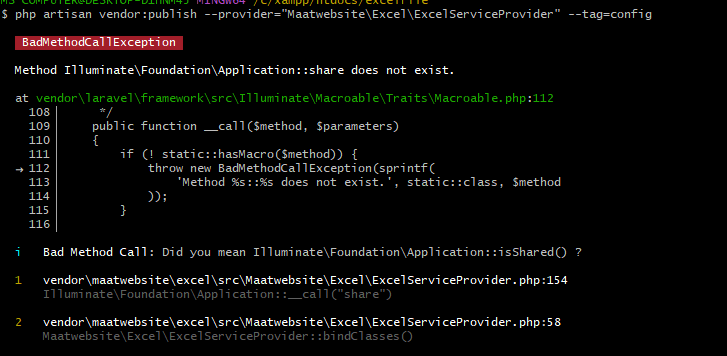 $ php artisan vendor:publish --provider="Maatwebsite\Excel\ExcelServiceProvider" --tag=config
BadMethodCallException
Method Illuminate\Foundation\Application::share does not exist.
at vendor\laravel\framework\src\Illuminate\Macroable\Traits\Macroable.php:112
108| */
109| public function __call($method, $parameters)
110| {
111| if (! static::hasMacro($method)) {
→ 112| throw new BadMethodCallException(sprintf(
113| 'Method %s::%s does not exist.', static::class, $method
114| ));
115| }
116|
i Bad Method Call: Did you mean Illuminate\Foundation\Application::isShared() ?
1 vendor\maatwebsite\excel\src\Maatwebsite\Excel\ExcelServiceProvider.php:154
Illuminate\Foundation\Application::__call("share")
2 vendor\maatwebsite\excel\src\Maatwebsite\Excel\ExcelServiceProvider.php:58
Maatwebsite\Excel\ExcelServiceProvider::bindClasses()